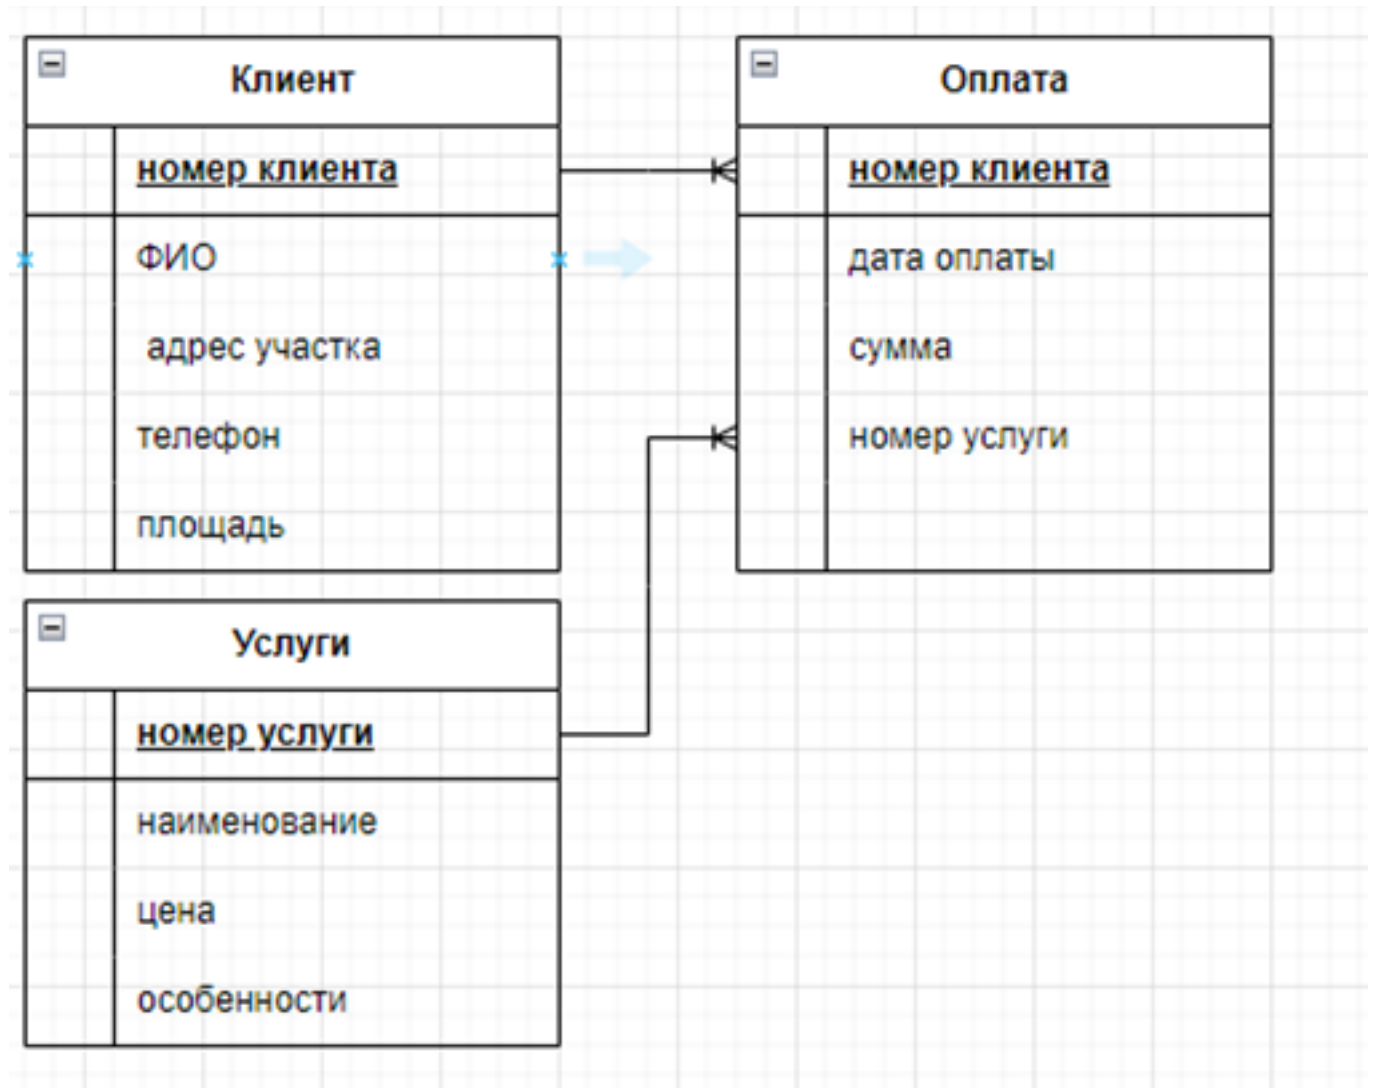 Клиент
номер клиента
ФИО
адрес участка
телефон
площадь
Оплата
номер клиента
дата оплаты
сумма
номер услуги
Услуги
номер услуги
наименование
цена
особенности